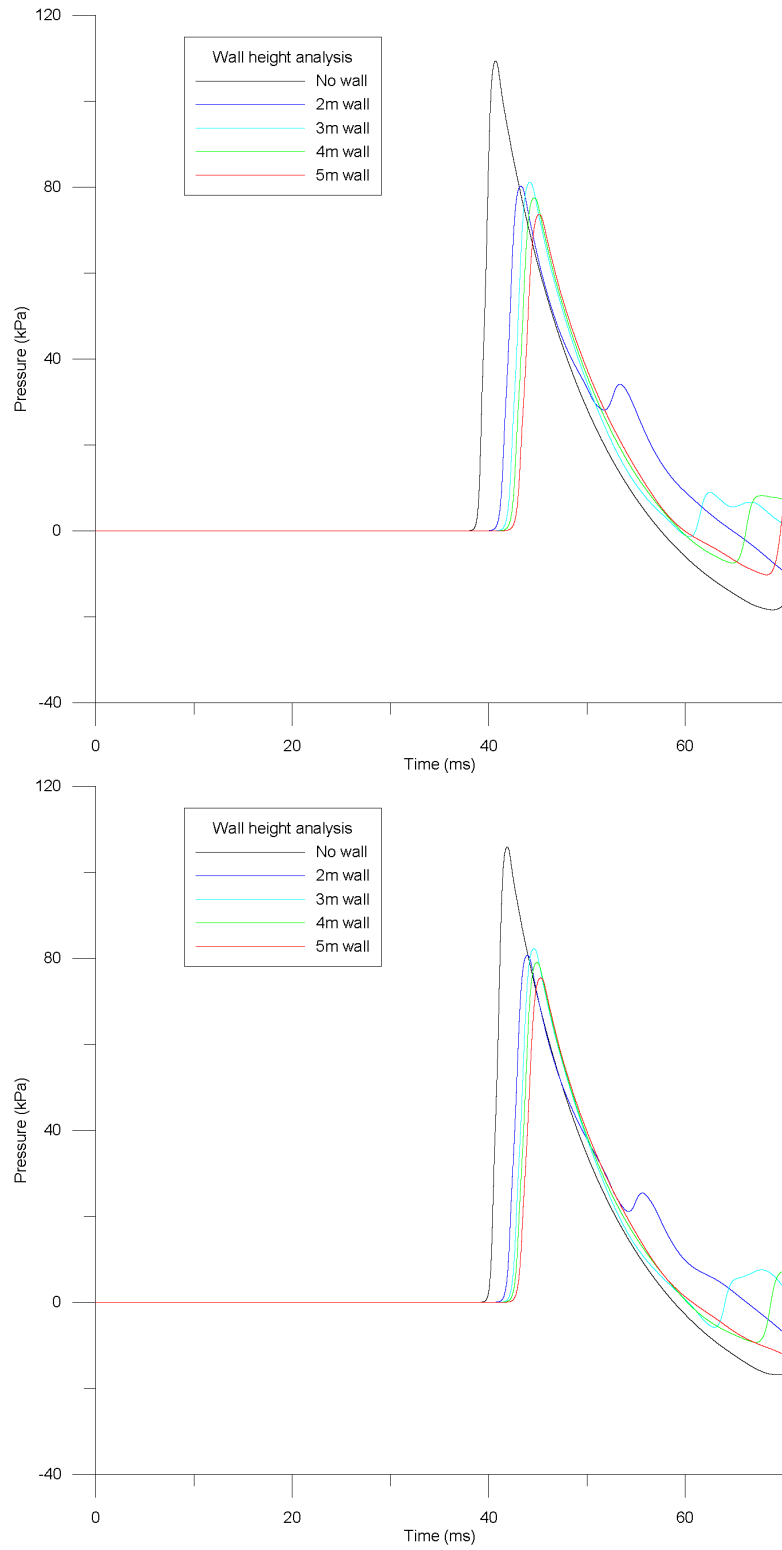 120
Wall height analysis
No wall
2m wall
3m wall
4m wall
5m wall
80
40
0
-40
Pressure (kPa)
0 20 40 60
Time (ms)
120
Wall height analysis
No wall
2m wall
3m wall
4m wall
5m wall
80
40
0
-40
Pressure (kPa)
0 20 40 60
Time (ms)